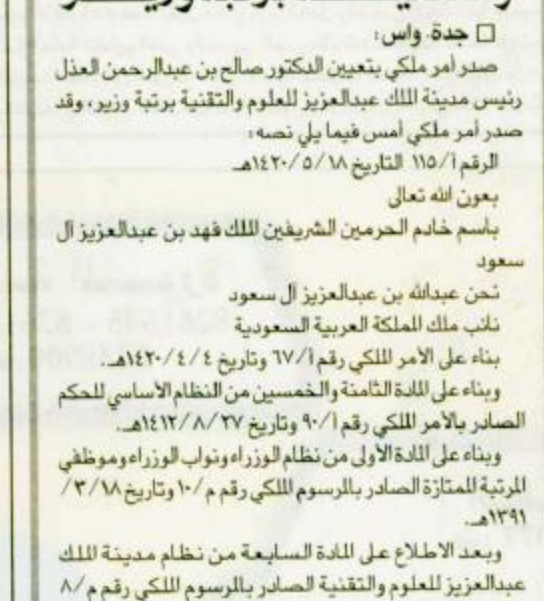 برتبة وزيـــر
□ جدة. واس:
صدر أمر ملكي بتعيين الدكتور صالح بن عبدالرحمن العذل
رئيس مدينة الملك عبدالعزيز للعلوم والتقنية برتبة وزير، وقد
صدر أمر ملكي أمس فيما يلي نصه:
الرقم أ/١١٥ التاريخ ١٤٢٠/٥/١٨هـ
بعون الله تعالى
باسم خادم الحرمين الشريفين الملك فهد بن عبدالعزيز آل
سعود
نحن عبدالله بن عبدالعزيز آل سعود
نائب ملك المملكة العربية السعودية
بناء على الأمر الملكي رقم أ/٦٧ وتاريخ ١٤٢٠/٤/٤هـ.
وبناء على المادة الثامنة والخمسين من النظام الأساسي للحكم
الصادر بالأمر الملكي رقم أ/٩٠ وتاريخ ١٤١٢/٨/٢٧هـ.
وبناء على المادة الأولى من نظام الوزراء ونواب الوزراء وموظفي
المرتبة الممتازة الصادر بالمرسوم الملكي رقم م/١٠ وتاريخ ٣/١٨/
١٣٩١هـ.
وبعد الاطلاع على المادة السابعة من نظام مدينة الملك
عبدالعزيز للعلوم والتقنية الصادر بالمرسوم الملكي رقم م/٨